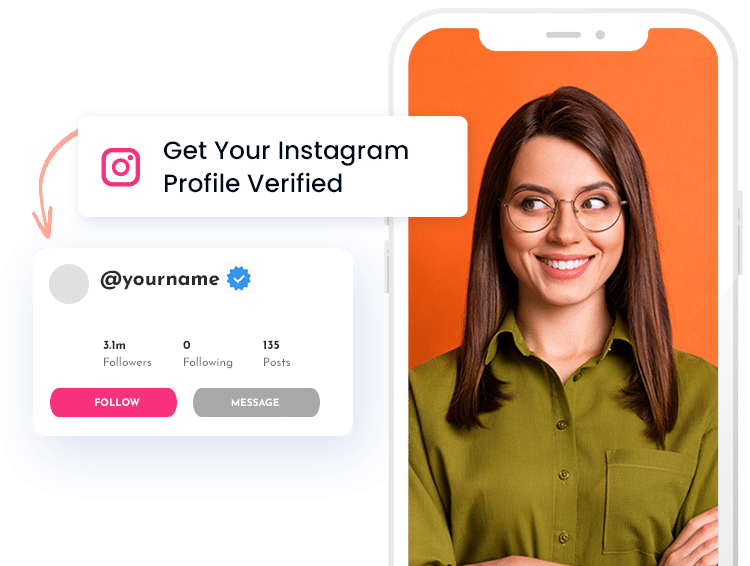 Get Your Instagram
Profile Verified
@yourname
3.1m 0 135
Followers Following Posts
FOLLOW MESSAGE